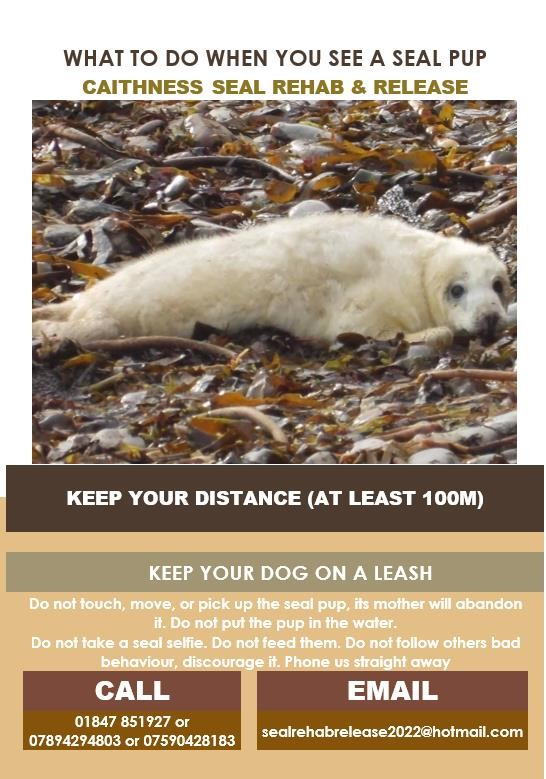 WHAT TO DO WHEN YOU SEE A SEAL PUP
CAITHNESS SEAL REHAB & RELEASE
KEEP YOUR DISTANCE (AT LEAST 100M)
KEEP YOUR DOG ON A LEASH
Do not touch, move, or pick up the seal pup, its mother will abandon
it. Do not put the pup in the water.
Do not take a seal selfie. Do not feed them. Do not follow others bad
behaviour, discourage it. Phone us straight away
CALL
01847 851927 or
07894294803 or 07590428183
EMAIL
sealrehabrelease2022@hotmail.com